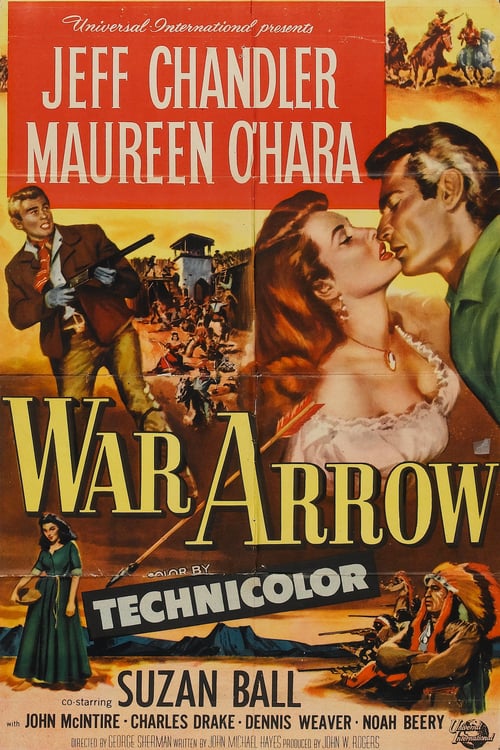 Universal International presents
JEFF CHANDLER
MAUREEN O'HARA
WAR ARROW
COLOR BY
TECHNICOLOR
co-starring SUZAN BALL
with JOHN McINTIRE · CHARLES DRAKE · DENNIS WEAVER · NOAH BEERY
DIRECTED BY GEORGE SHERMAN WRITTEN BY JOHN MICHAEL HAYES PRODUCED BY JOHN W. ROGERS
Universal
International